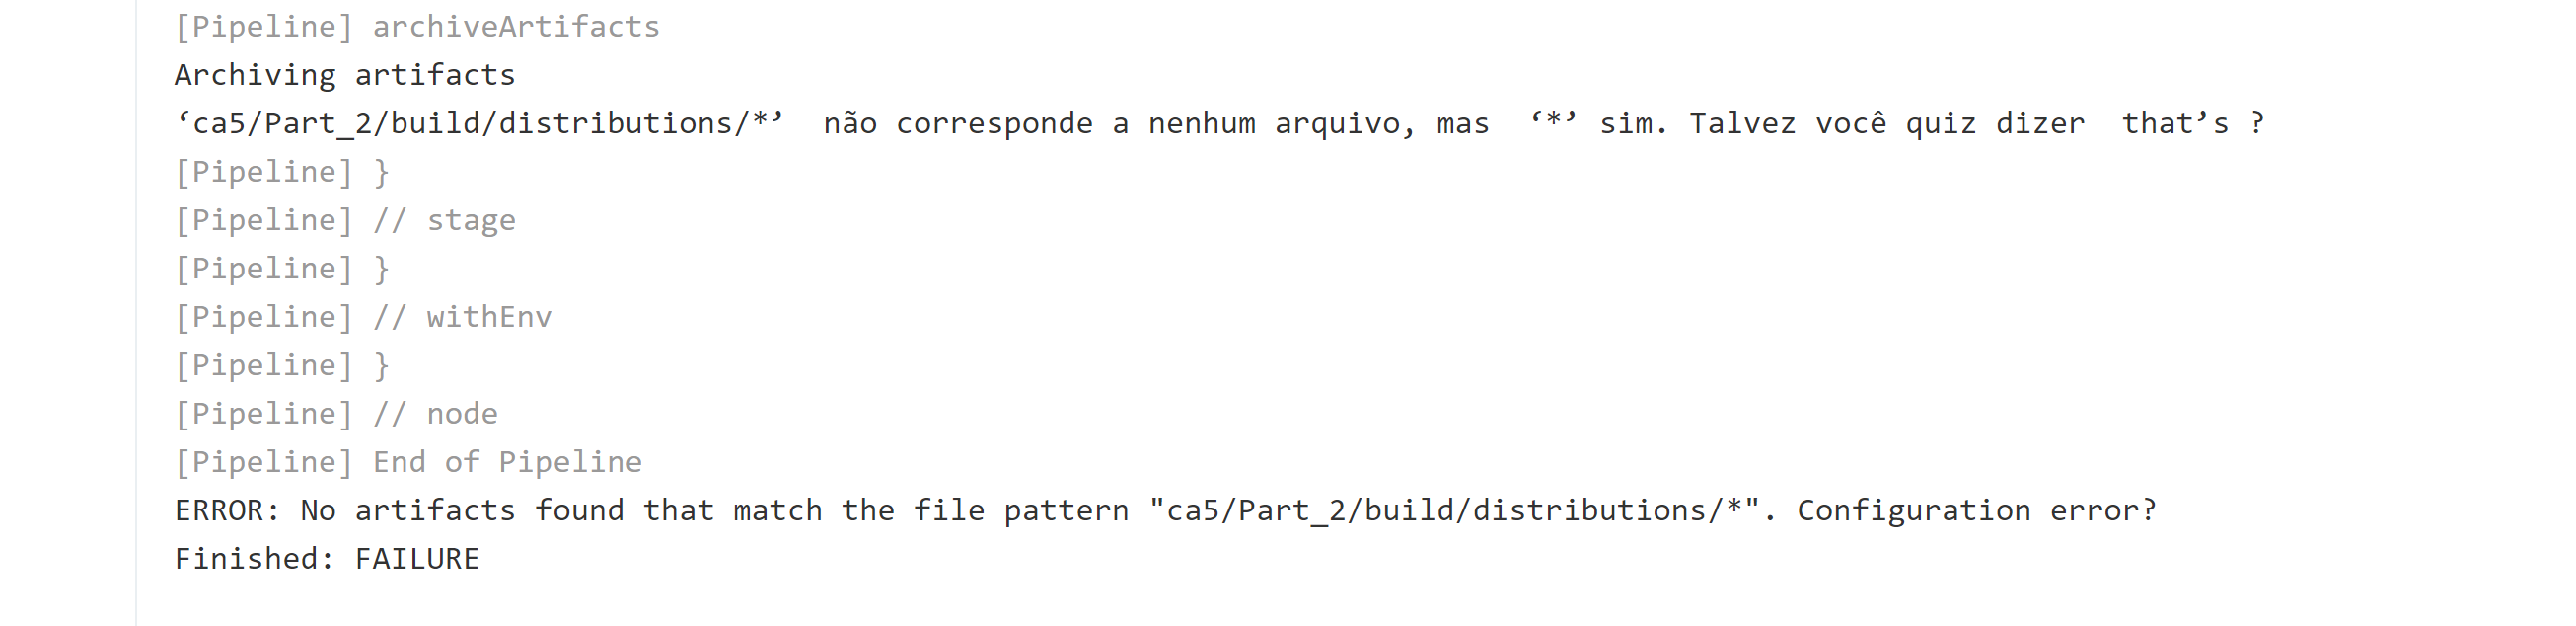 [Pipeline] archiveArtifacts
Archiving artifacts
‘ca5/Part_2/build/distributions/*’  não corresponde a nenhum arquivo, mas  ‘*’ sim. Talvez você quiz dizer  that’s ?
[Pipeline] }
[Pipeline] // stage
[Pipeline] }
[Pipeline] // withEnv
[Pipeline] }
[Pipeline] // node
[Pipeline] End of Pipeline
ERROR: No artifacts found that match the file pattern "ca5/Part_2/build/distributions/*". Configuration error?
Finished: FAILURE